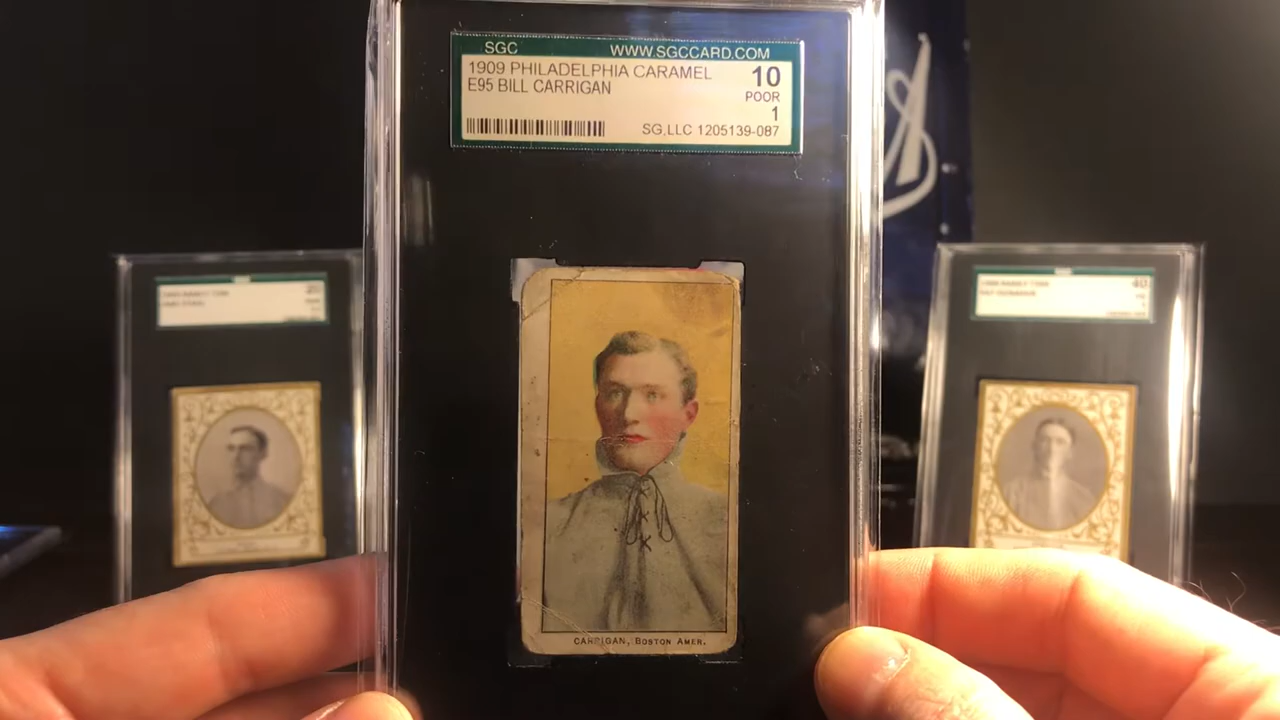 SGC WWW.SGCCARD.COM
1909 PHILADELPHIA CARAMEL 10
E95 BILL CARRIGAN POOR
1
SG,LLC 1205139-087
CARRIGAN, BOSTON AMER.